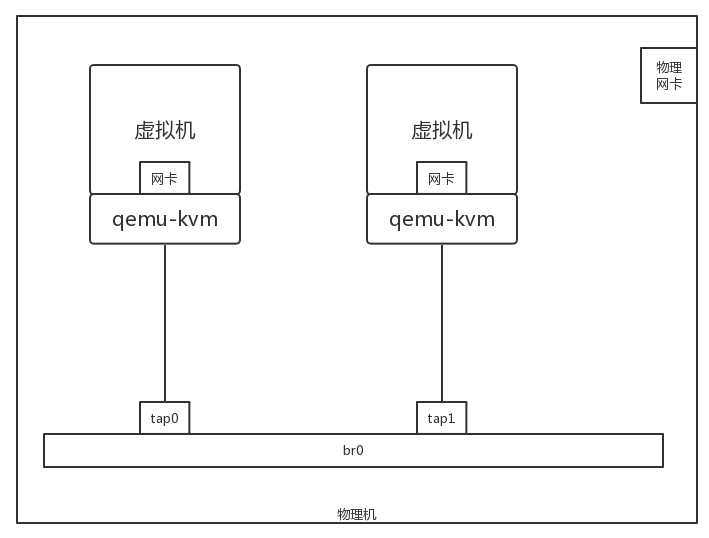 物理
网卡
虚拟机
虚拟机
网卡
网卡
qemu-kvm
qemu-kvm
tap0
tap1
br0
物理机